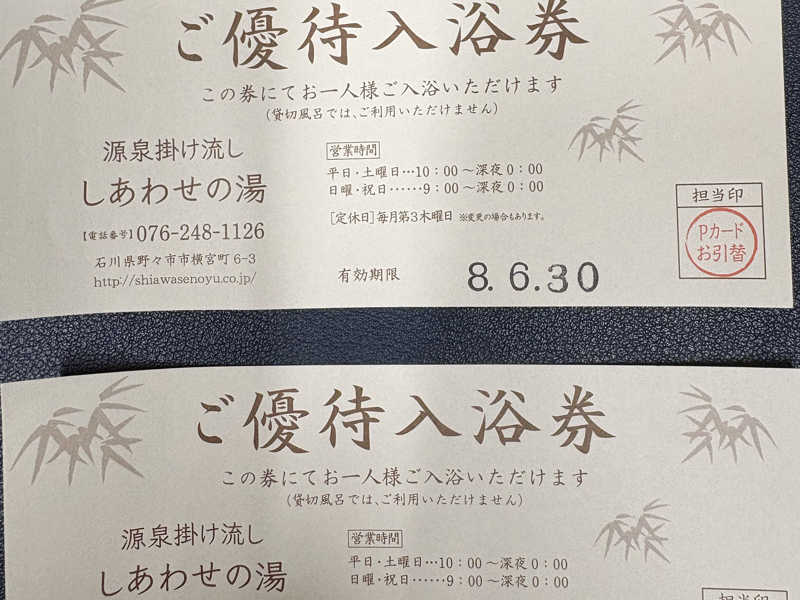 ご優待入浴券
この券にてお一人様ご入浴いただけます
(貸切風呂では、ご利用いただけません)
源泉掛け流し
しあわせの湯
【電話番号】076-248-1126
石川県野々市市横宮町 6-3
http://shiawasenoyu.co.jp/
営業時間
平日・土曜日…10：00 〜深夜 0：00
日曜・祝日……9：00 〜深夜 0：00
[定休日] 毎月第3木曜日 ※変更の場合もあります。
有効期限 8. 6.30
担当印
Pカード
お引替
ご優待入浴券
この券にてお一人様ご入浴いただけます
(貸切風呂では、ご利用いただけません)
源泉掛け流し
しあわせの湯
営業時間
平日・土曜日…10：00 〜深夜 0：00
日曜・祝日……9：00 〜深夜 0：00
担当印